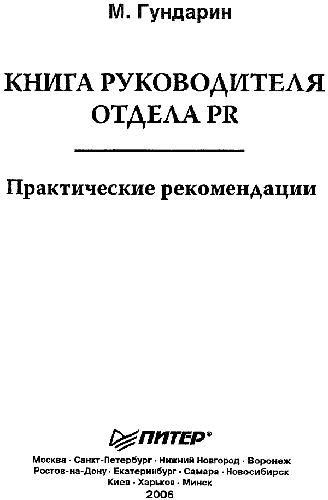 М. Гундарин
КНИГА РУКОВОДИТЕЛЯ
ОТДЕЛА PR
Практические рекомендации
ПИТЕР®
Москва · Санкт-Петербург · Нижний Новгород · Воронеж
Ростов-на-Дону · Екатеринбург · Самара · Новосибирск
Киев · Харьков · Минск
2006